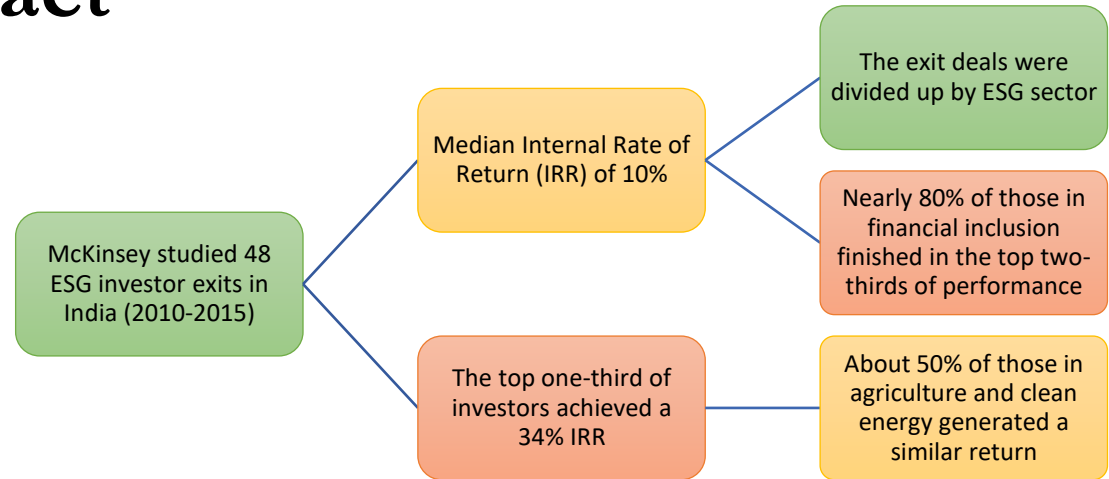 McKinsey studied 48
ESG investor exits in
India (2010-2015)
Median Internal Rate of
Return (IRR) of 10%
The exit deals were
divided up by ESG sector
Nearly 80% of those in
financial inclusion
finished in the top two-
thirds of performance
The top one-third of
investors achieved a
34% IRR
About 50% of those in
agriculture and clean
energy generated a
similar return